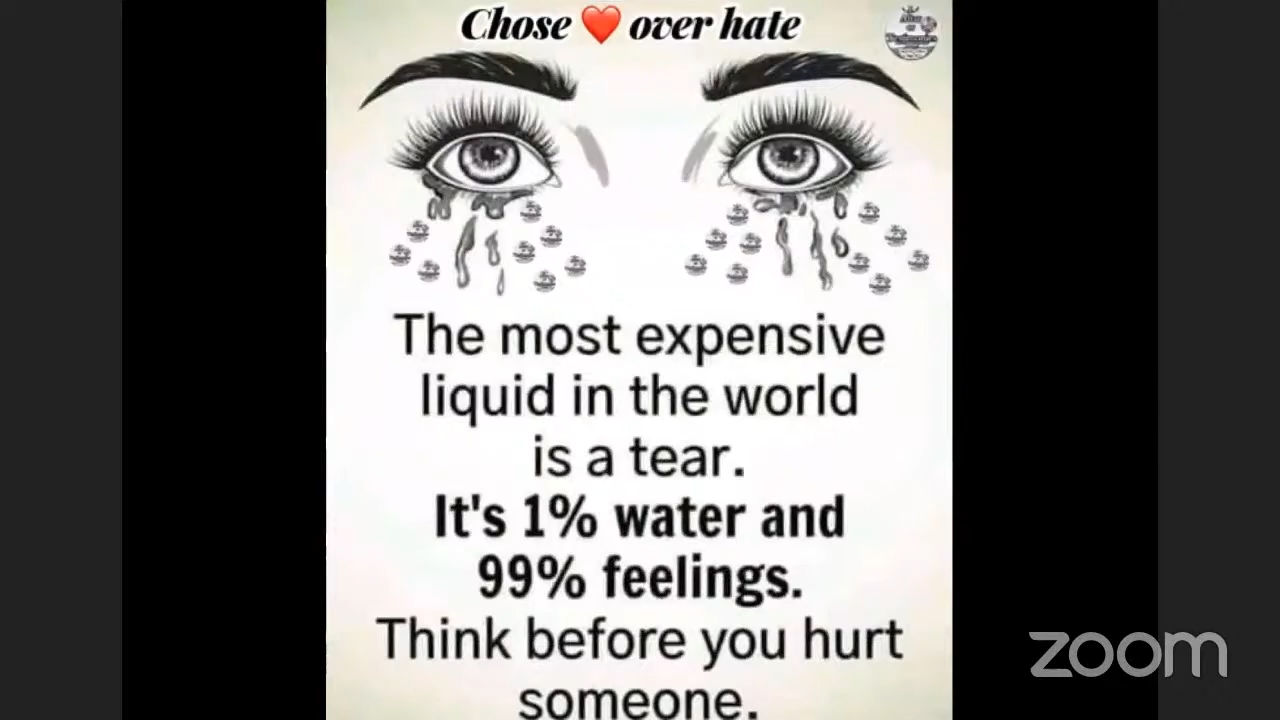 Chose ❤️ over hate
The most expensive
liquid in the world
is a tear.
It's 1% water and
99% feelings.
Think before you hurt
someone.
zoom